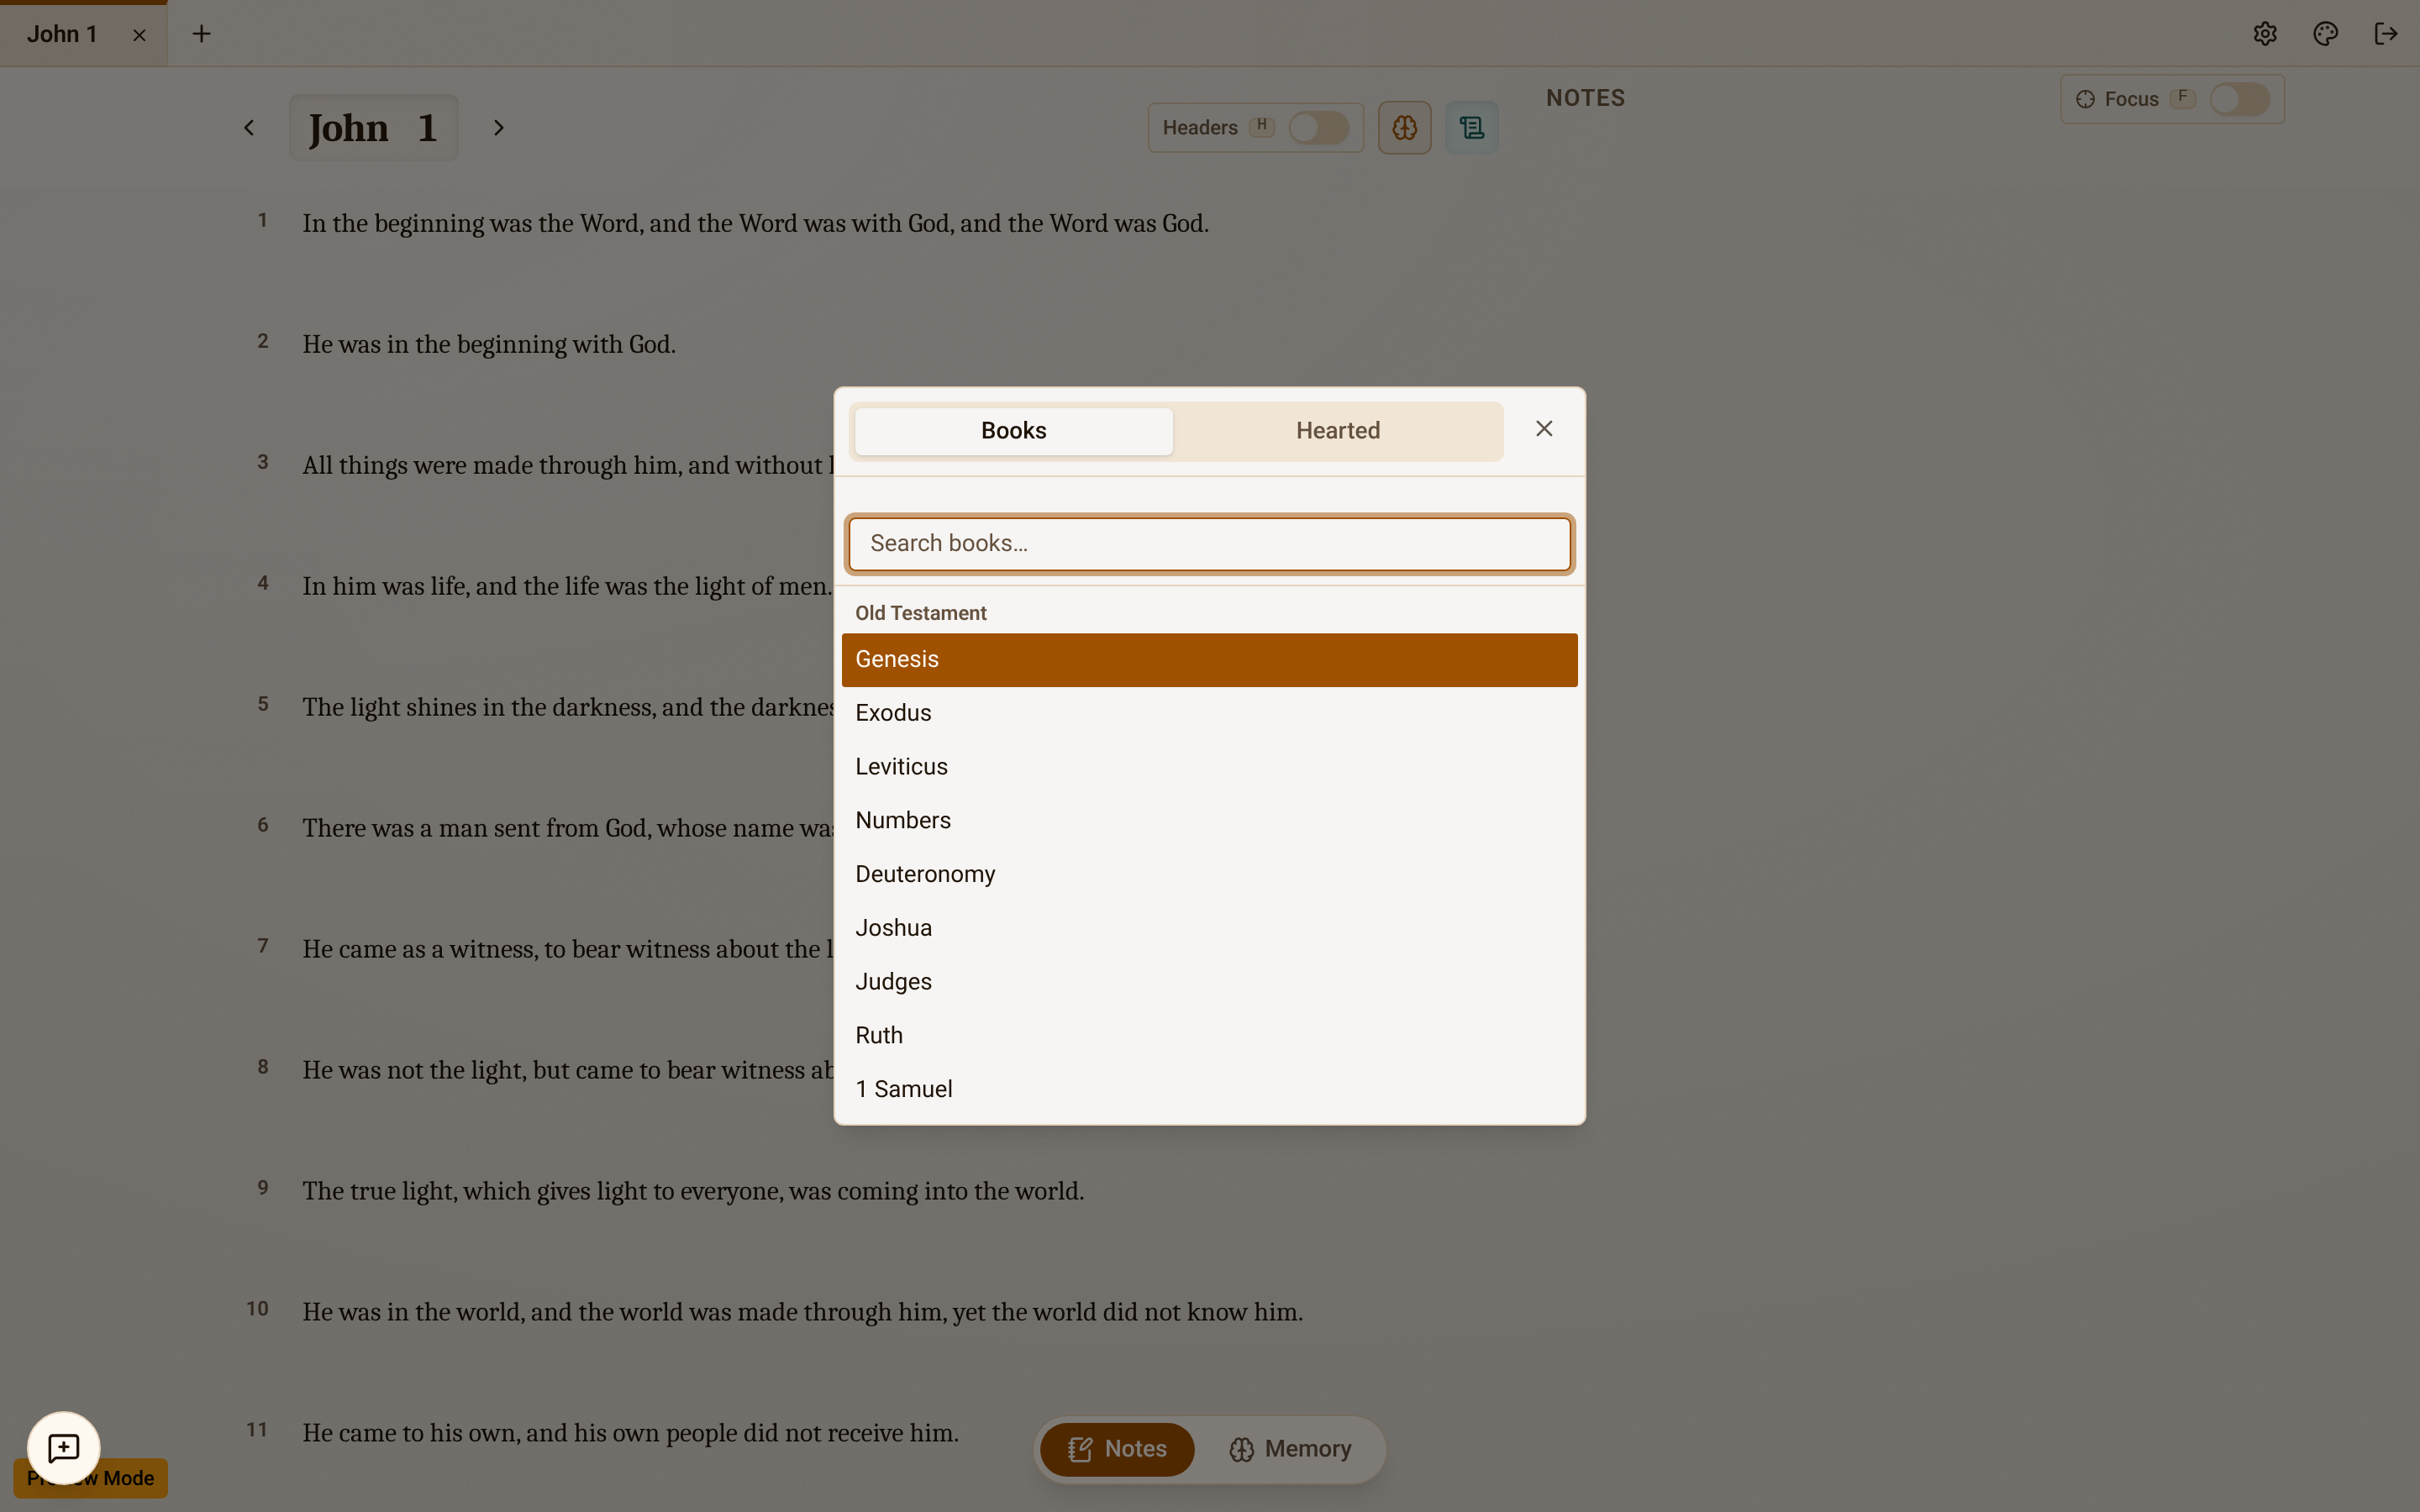 John 1
John 1
Headers H
NOTES
Focus F
1 In the beginning was the Word, and the Word was with God, and the Word was God.
2 He was in the beginning with God.
3 All things were made through him, and without
4 In him was life, and the life was the light of men.
5 The light shines in the darkness, and the
6 There was a man sent from God, whose name
7 He came as a witness, to bear witness about the
8 He was not the light, but came to bear witness
9 The true light, which gives light to everyone, was coming into the world.
10 He was in the world, and the world was made through him, yet the world did not know him.
11 He came to his own, and his own people did not receive him.
Books
Hearted
Search books...
Old Testament
Genesis
Exodus
Leviticus
Numbers
Deuteronomy
Joshua
Judges
Ruth
1 Samuel
Notes
Memory
Mode